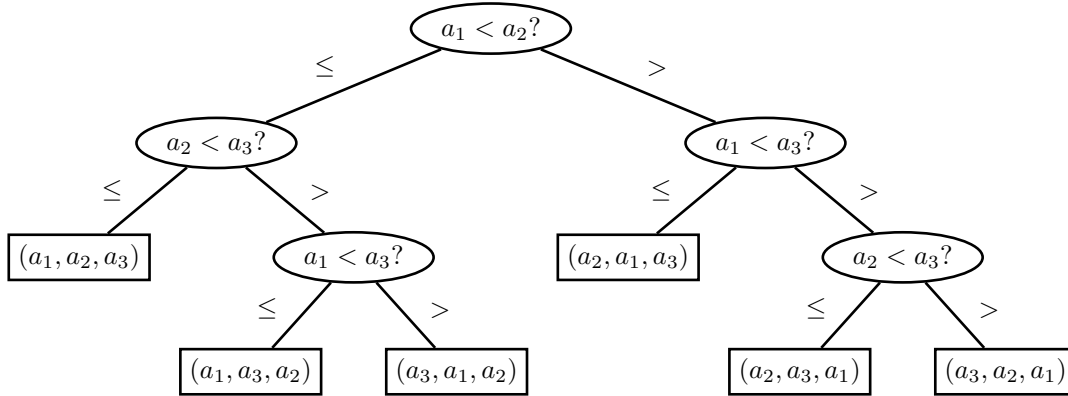 a₁ < a₂?
≤ >
a₂ < a₃? a₁ < a₃?
≤ > ≤ >
(a₁, a₂, a₃) a₁ < a₃? (a₂, a₁, a₃) a₂ < a₃?
≤ > ≤ >
(a₁, a₃, a₂) (a₃, a₁, a₂) (a₂, a₃, a₁) (a₃, a₂, a₁)